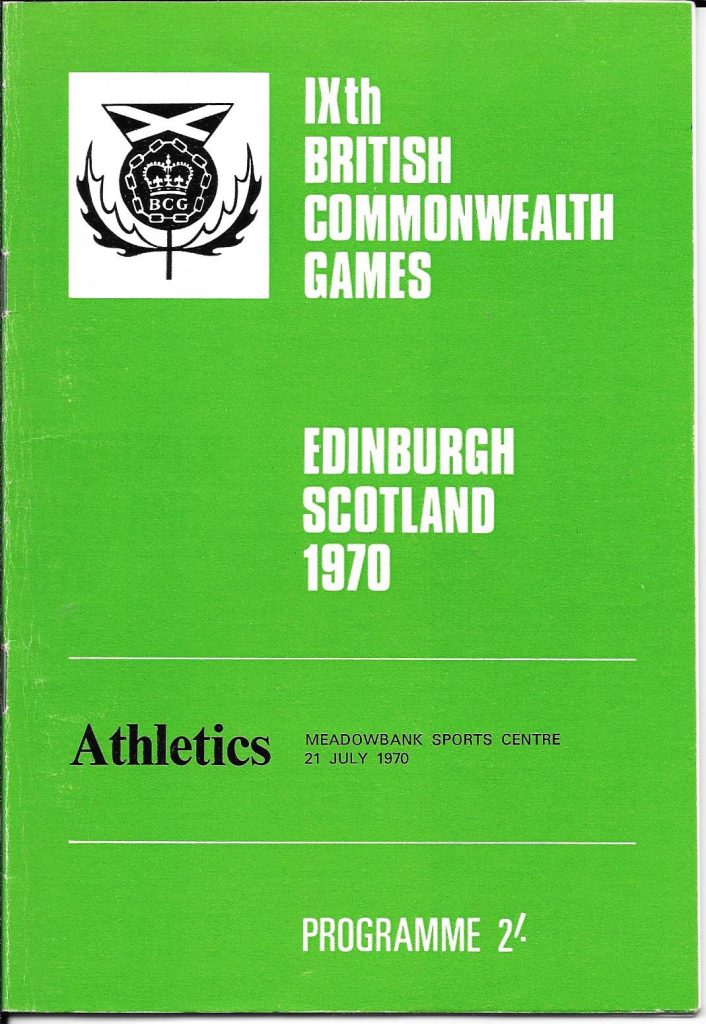 BCG
IXth
BRITISH
COMMONWEALTH
GAMES
EDINBURGH
SCOTLAND
1970
Athletics
MEADOWBANK SPORTS CENTRE
21 JULY 1970
PROGRAMME 2/-